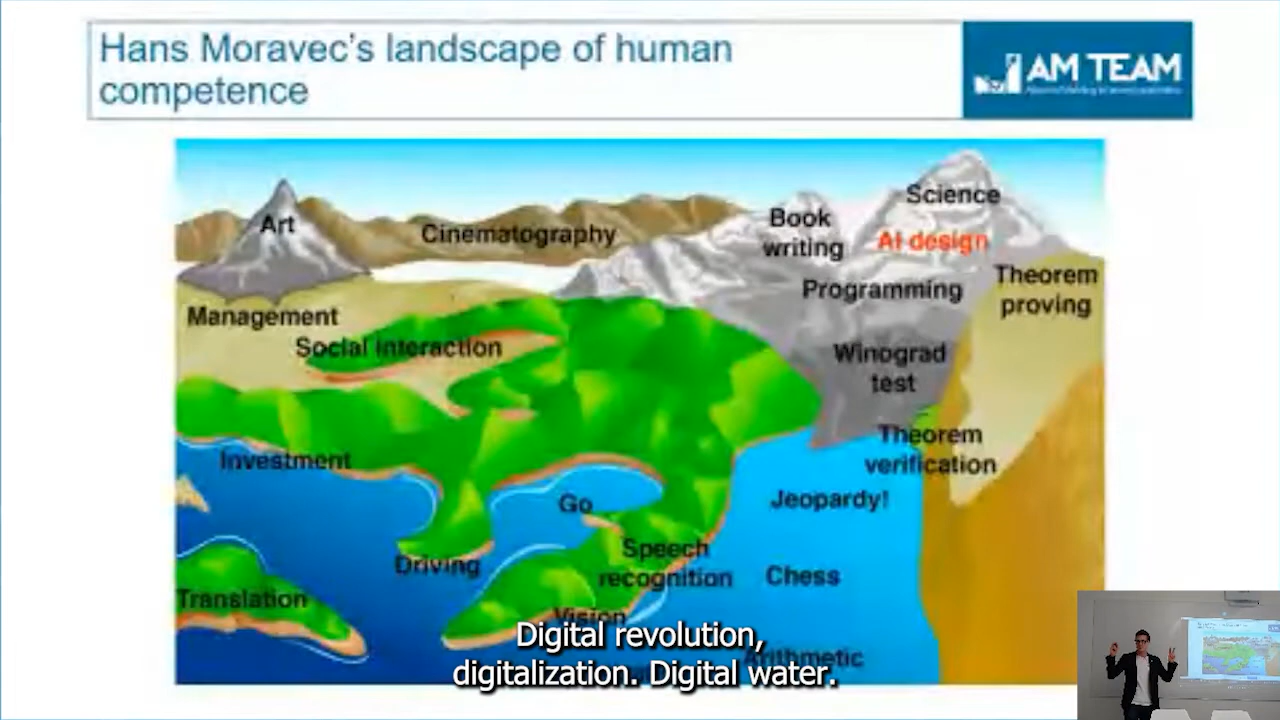 Hans Moravec's landscape of human
competence
AM TEAM
Science
Art
Book
writing
Cinematography
AI design
Theorem
proving
Programming
Management
Social interaction
Winograd
test
Theorem
verification
Investment
Go
Jeopardy!
Speech
recognition
Driving
Chess
Translation
Vision
Arithmetic
Digital revolution,
digitalization. Digital water.